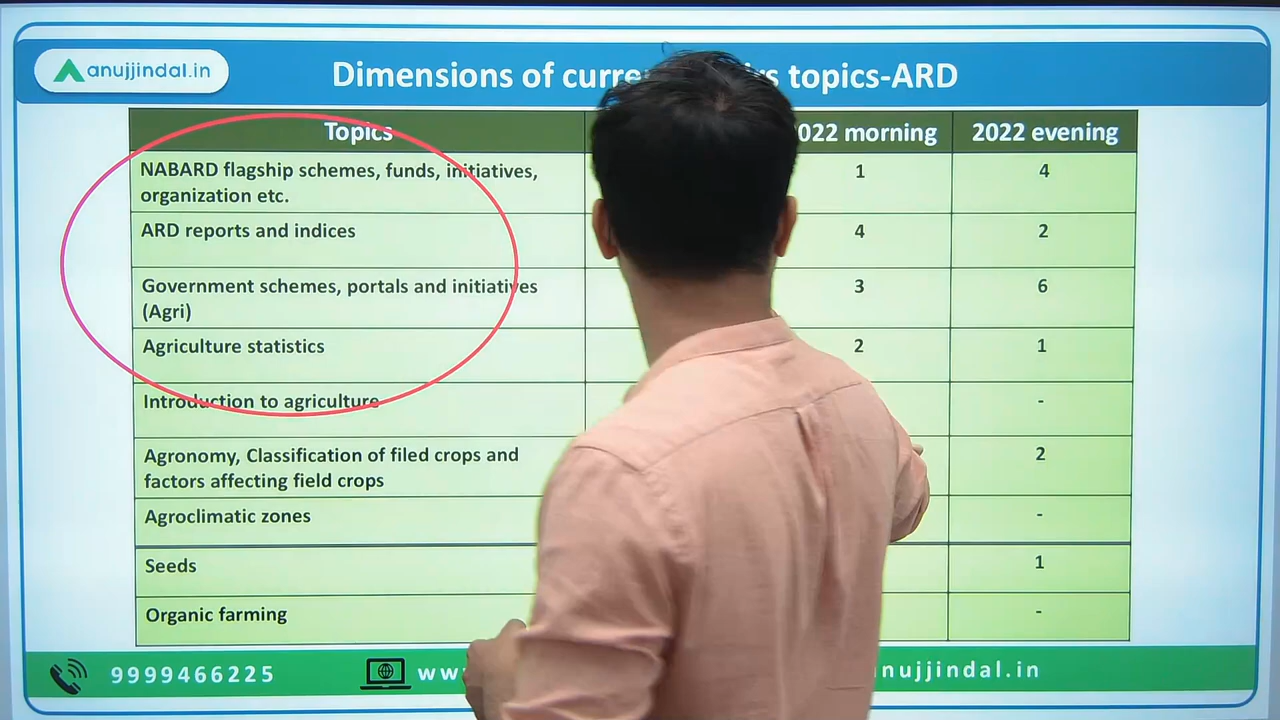 anujjindal.in
Dimensions of curre rs topics-ARD
Topics
022 morning
2022 evening
NABARD flagship schemes, funds, initiatives,
organization etc.
1
4
ARD reports and indices
4
2
Government schemes, portals and initiatives
(Agri)
3
6
Agriculture statistics
2
1
Introduction to agriculture
-
Agronomy, Classification of filed crops and
factors affecting field crops
2
Agroclimatic zones
-
Seeds
1
Organic farming
-
9999466225
ww
nujjindal.in